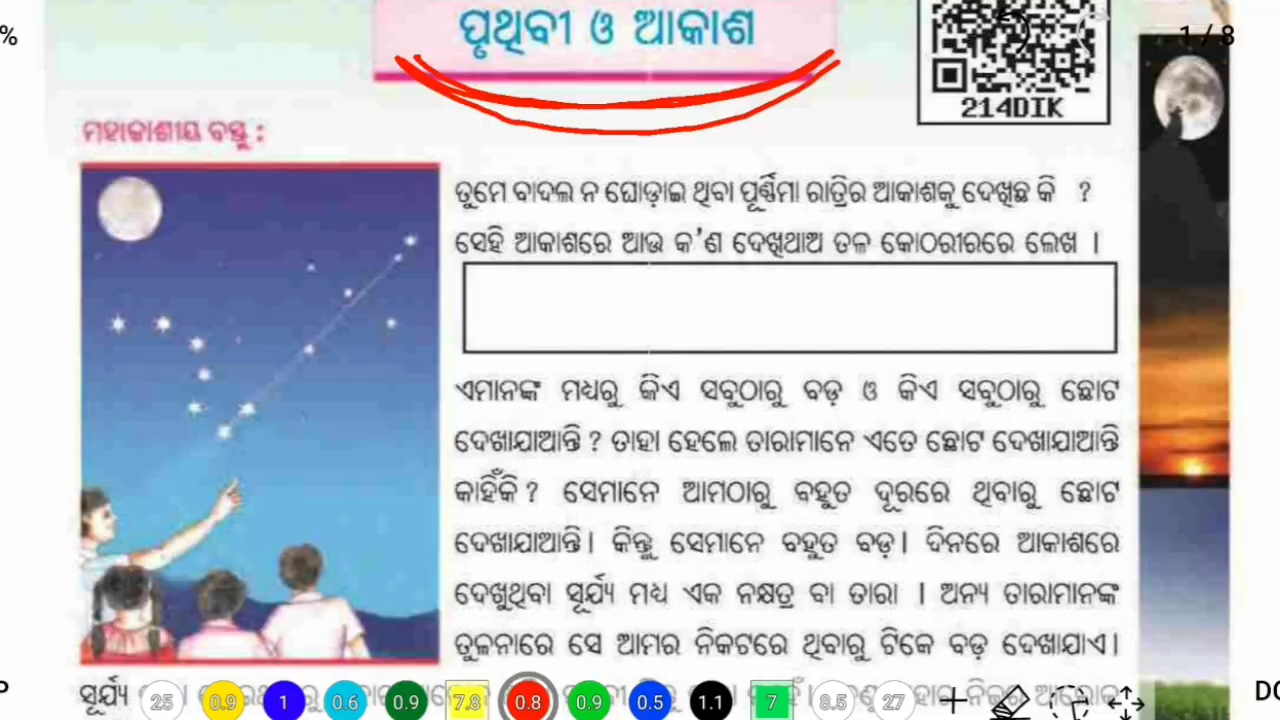 ପୃଥିବୀ ଓ ଆକାଶ
%
1/8
214DIK
ମହାକାଶୀୟ ବସ୍ତୁ :
ତୁମେ ବାଦଲ ନ ଘୋଡ଼ାଇ ଥିବା ପୂର୍ଣ୍ଣିମା ରାତ୍ରିର ଆକାଶକୁ ଦେଖିଛ କି ?
ସେହି ଆକାଶରେ ଆଉ କ'ଣ ଦେଖିଥାଅ ତଳ କୋଠରୀରେ ଲେଖ ।
ଏମାନଙ୍କ ମଧ୍ୟରୁ କିଏ ସବୁଠାରୁ ବଡ଼ ଓ କିଏ ସବୁଠାରୁ ଛୋଟ
ଦେଖାଯାଆନ୍ତି ? ତାହା ହେଲେ ତାରାମାନେ ଏତେ ଛୋଟ ଦେଖାଯାଆନ୍ତି
କାହିଁକି ? ସେମାନେ ଆମଠାରୁ ବହୁତ ଦୂରରେ ଥିବାରୁ ଛୋଟ
ଦେଖାଯାଆନ୍ତି। କିନ୍ତୁ ସେମାନେ ବହୁତ ବଡ଼। ଦିନରେ ଆକାଶରେ
ଦେଖୁଥିବା ସୂର୍ଯ୍ୟ ମଧ୍ୟ ଏକ ନକ୍ଷତ୍ର ବା ତାରା । ଅନ୍ୟ ତାରାମାନଙ୍କ
ତୁଳନାରେ ସେ ଆମର ନିକଟରେ ଥିବାରୁ ଟିକେ ବଡ଼ ଦେଖାଯାଏ।
ସୂର୍ଯ୍ୟ
25 0.9 1 0.6 0.9 7.8 0.8 0.9 0.5 1.1 7 8.5 27